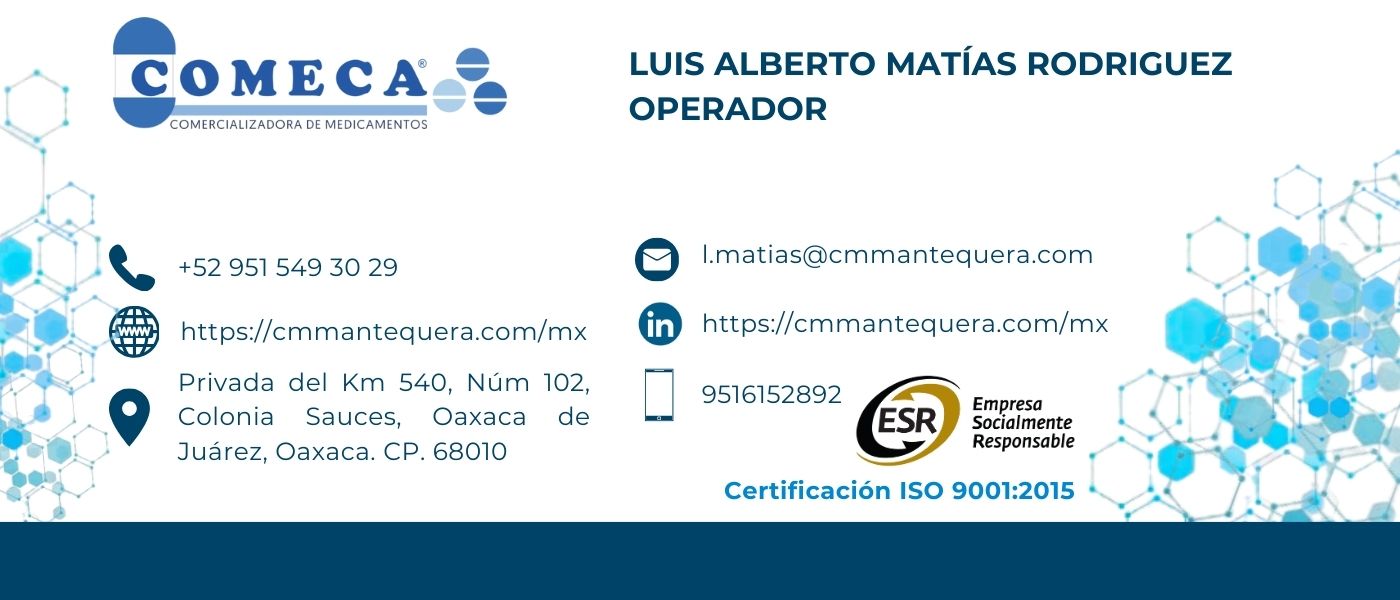 COMECA®
COMERCIALIZADORA DE MEDICAMENTOS
LUIS ALBERTO MATÍAS RODRIGUEZ
OPERADOR
+52 951 549 30 29
www
https://cmmantequera.com/mx
Privada del Km 540, Núm 102,
Colonia Sauces, Oaxaca de
Juárez, Oaxaca. CP. 68010
l.matias@cmmantequera.com
in
https://cmmantequera.com/mx
9516152892
ESR
Empresa
Socialmente
Responsable
Certificación ISO 9001:2015